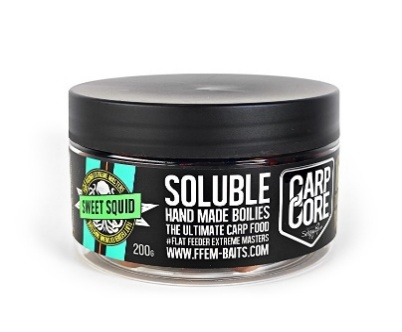 SWEET SQUID
200G
SOLUBLE
HAND MADE BOILIES
THE ULTIMATE CARP FOOD
#FLAT FEEDER EXTREME MASTERS
WWW.FFEM-BAITS.COM
CARP
CORE